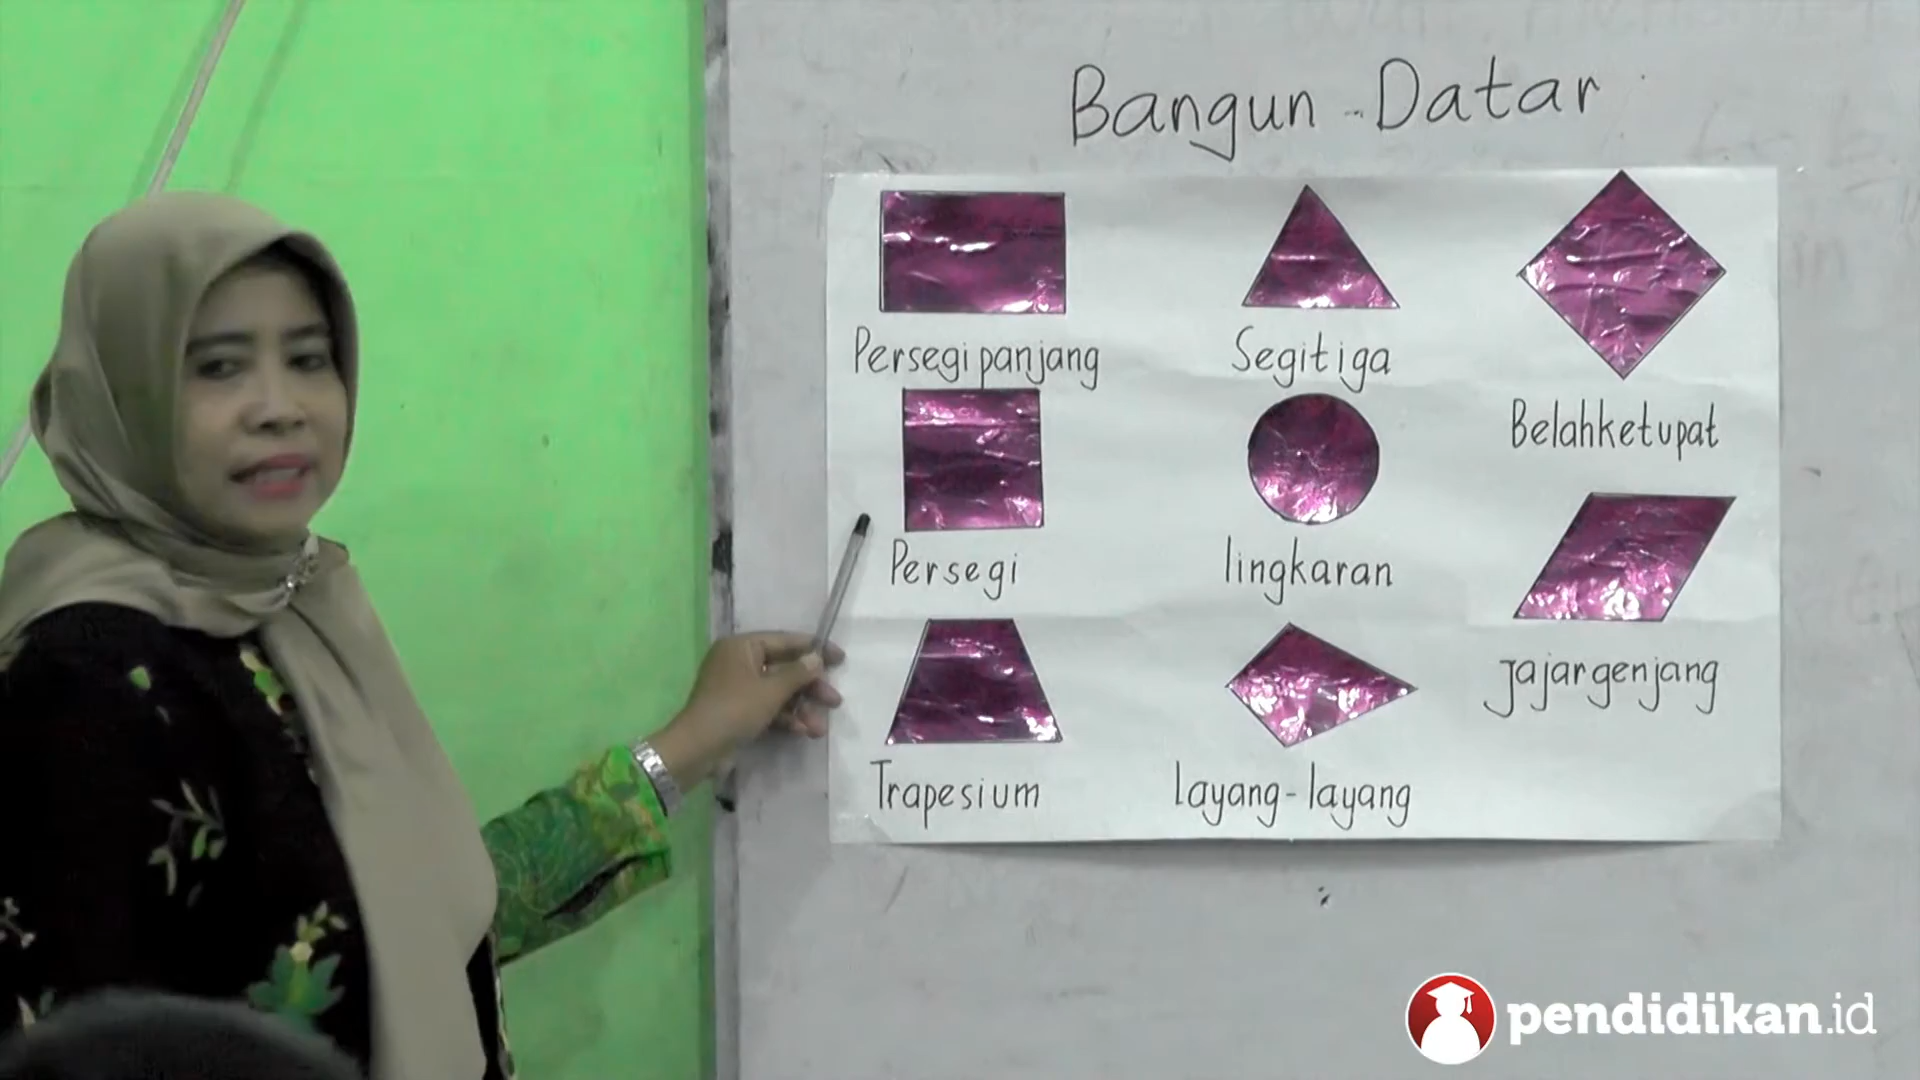 Bangun Datar
Persegi panjang
Segitiga
Belahketupat
Persegi
lingkaran
Jajargenjang
Trapesium
Layang-layang
pendidikan.id